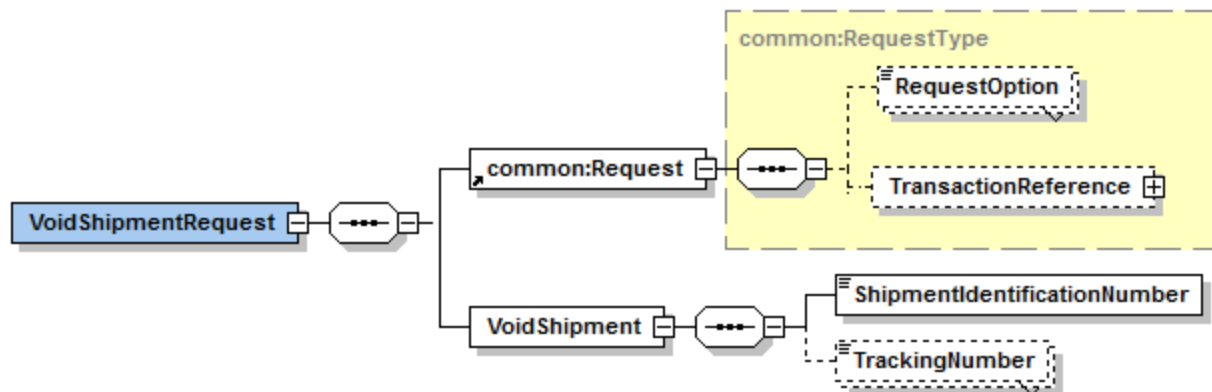 common:RequestType
RequestOption
common:Request
TransactionReference
VoidShipmentRequest
ShipmentIdentificationNumber
VoidShipment
TrackingNumber